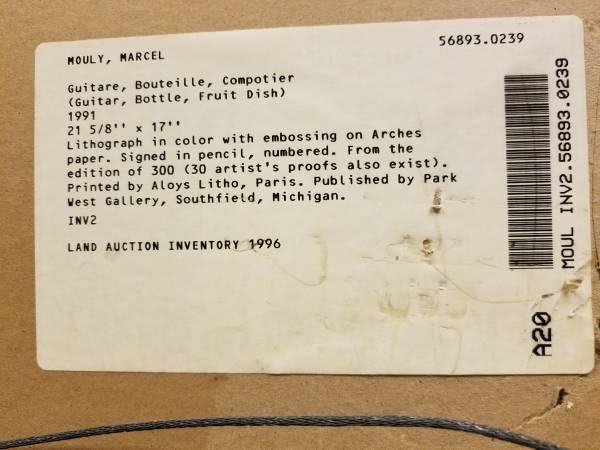 56893.0239
MOULY, MARCEL
Guitare, Bouteille, Compotier
(Guitar, Bottle, Fruit Dish)
1991
21 5/8'' x 17''
Lithograph in color with embossing on Arches
paper. Signed in pencil, numbered. From the
edition of 300 (30 artist's proofs also exist).
Printed by Aloys Litho, Paris. Published by Park
West Gallery, Southfield, Michigan.
INV2
LAND AUCTION INVENTORY 1996
MOUL INV2.56893.0239
A20